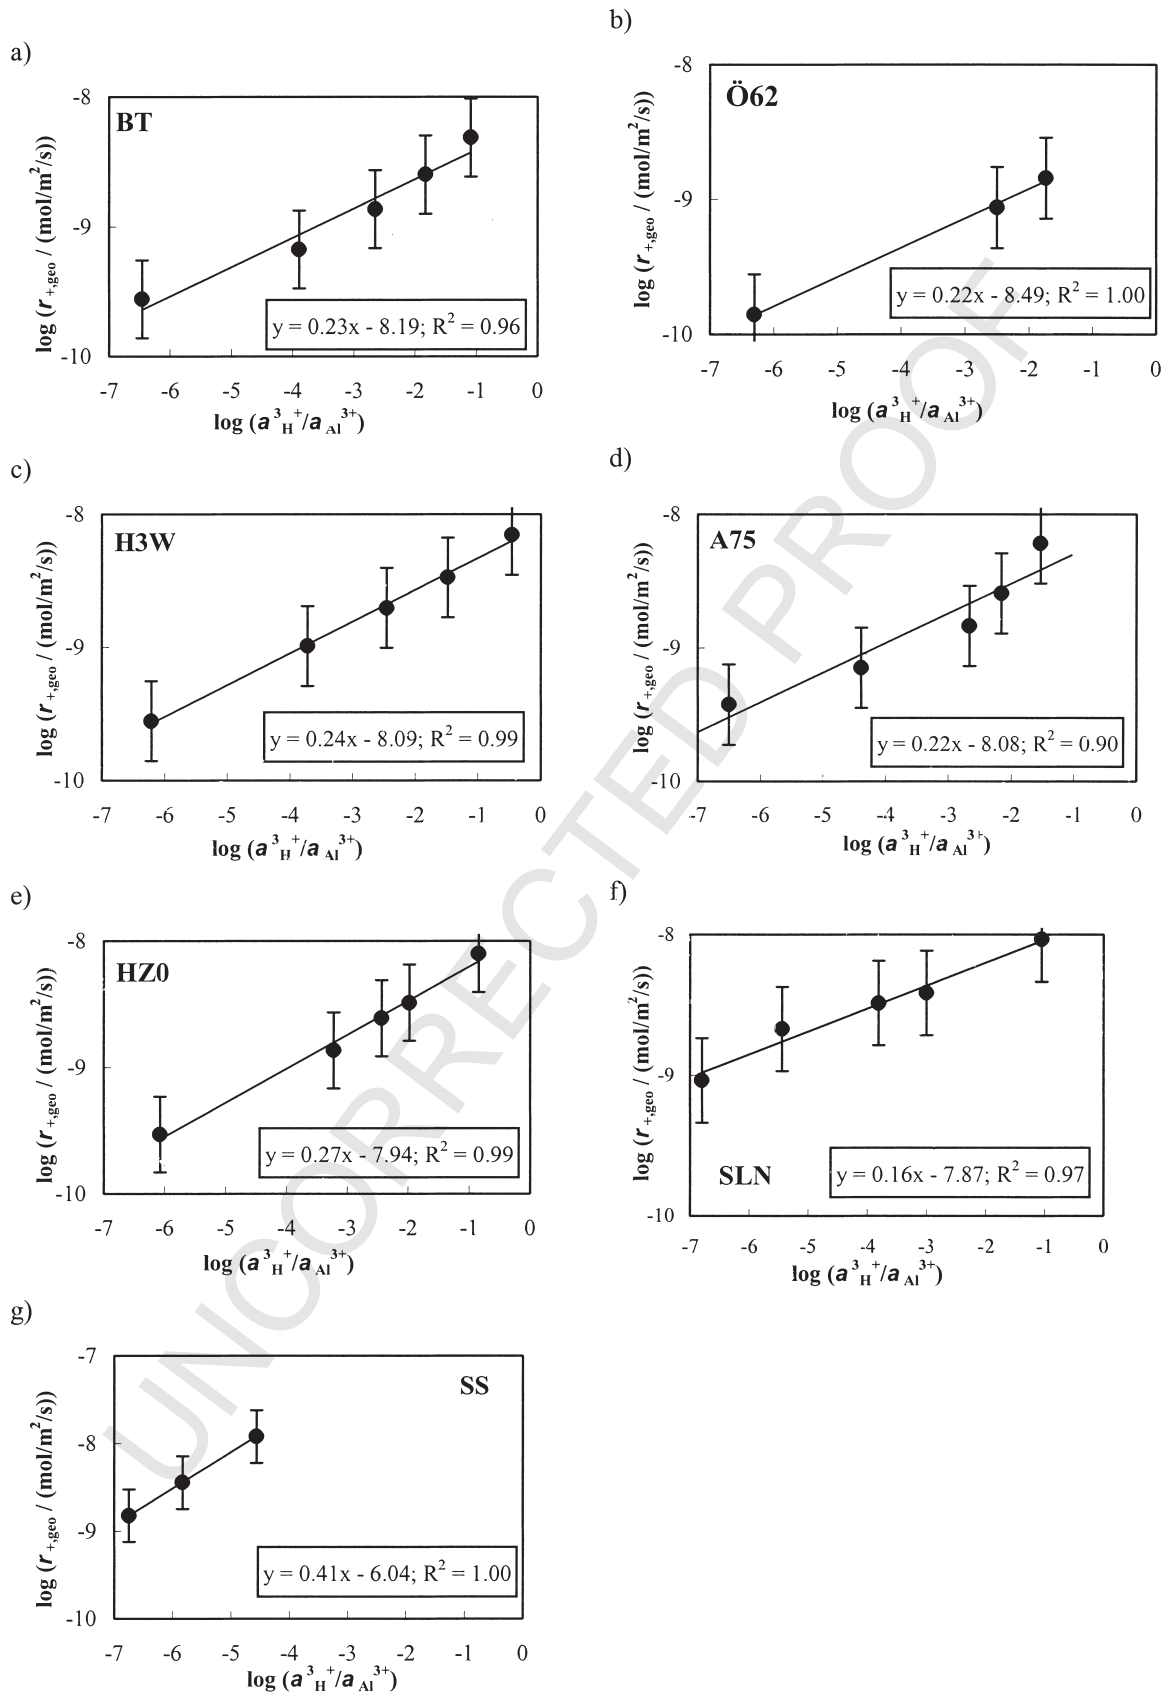 a)
BT
log (r+,geo / (mol/m²/s))
-8
-9
-10
y = 0.23x - 8.19; R² = 0.96
-7 -6 -5 -4 -3 -2 -1 0
log (a³H⁺/aAl³⁺)
b)
Ö62
log (r+,geo / (mol/m²/s))
-8
-9
-10
y = 0.22x - 8.49; R² = 1.00
-7 -6 -5 -4 -3 -2 -1 0
log (a³H⁺/aAl³⁺)
c)
H3W
log (r+,geo / (mol/m²/s))
-8
-9
-10
y = 0.24x - 8.09; R² = 0.99
-7 -6 -5 -4 -3 -2 -1 0
log (a³H⁺/aAl³⁺)
d)
A75
log (r+,geo / (mol/m²/s))
-8
-9
-10
y = 0.22x - 8.08; R² = 0.90
-7 -6 -5 -4 -3 -2 -1 0
log (a³H⁺/aAl³⁺)
e)
HZ0
log (r+,geo / (mol/m²/s))
-8
-9
-10
y = 0.27x - 7.94; R² = 0.99
-7 -6 -5 -4 -3 -2 -1 0
log (a³H⁺/aAl³⁺)
f)
SLN
log (r+,geo / (mol/m²/s))
-8
-9
-10
y = 0.16x - 7.87; R² = 0.97
-7 -6 -5 -4 -3 -2 -1 0
log (a³H⁺/aAl³⁺)
g)
SS
log (r+,geo / (mol/m²/s))
-7
-8
-9
-10
y = 0.41x - 6.04; R² = 1.00
-7 -6 -5 -4 -3 -2 -1 0
log (a³H⁺/aAl³⁺)
UNCORRECTED PROOF